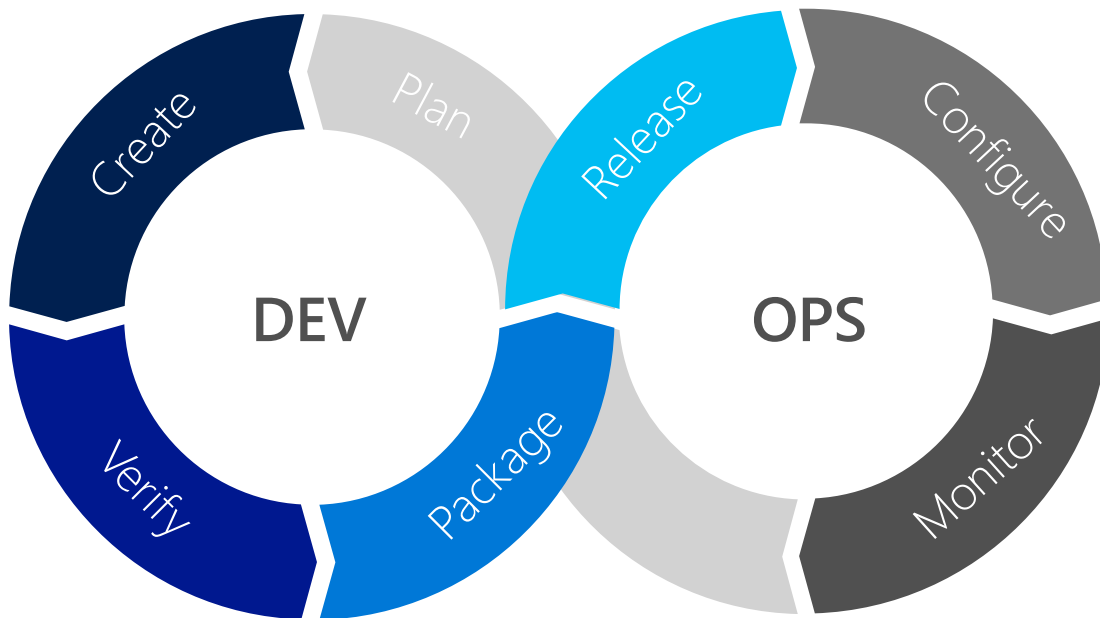 Create
Plan
Release
Configure
DEV
OPS
Verify
Package
Monitor